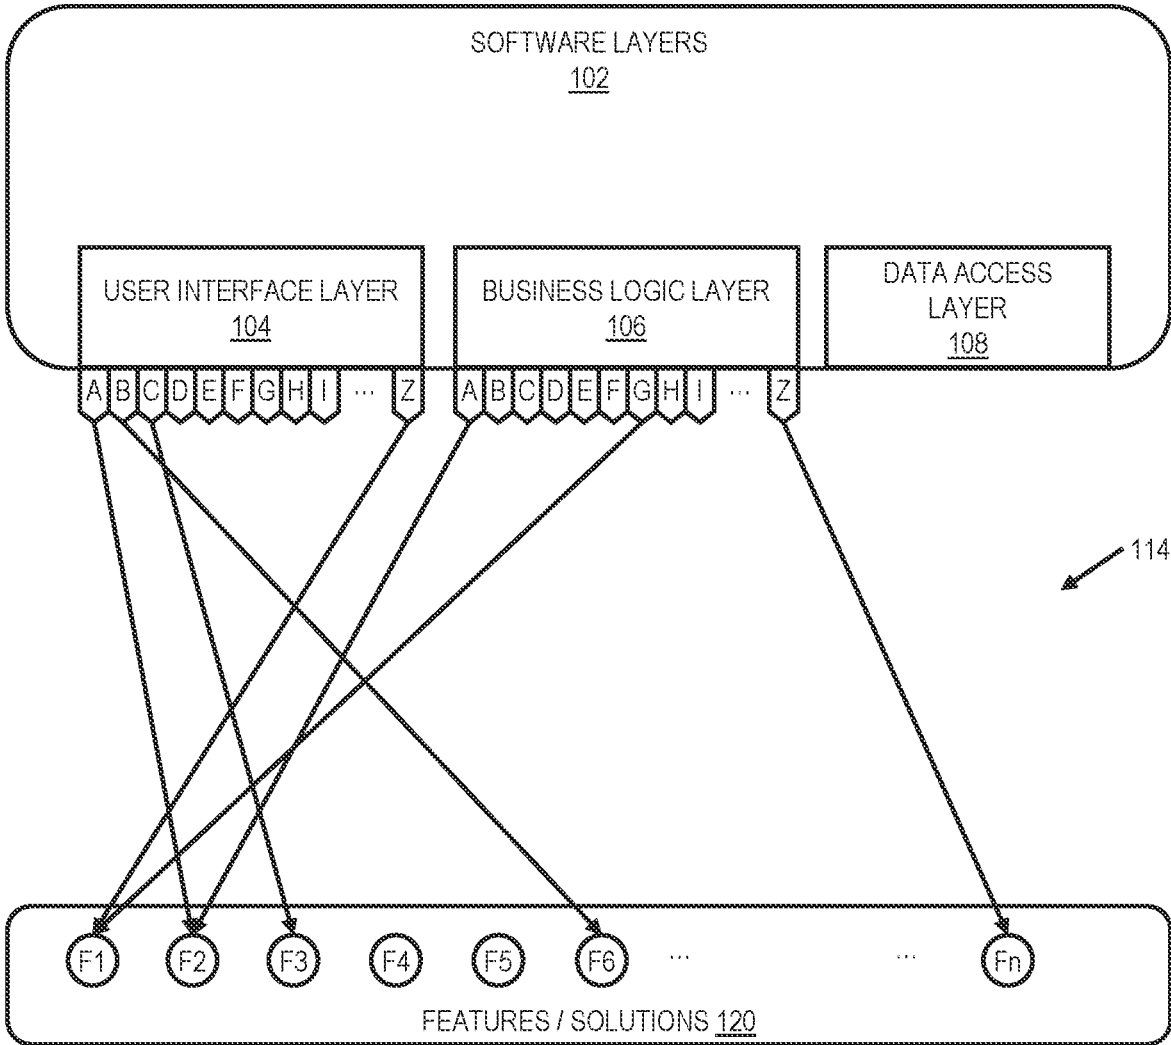 SOFTWARE LAYERS
102
USER INTERFACE LAYER
104
BUSINESS LOGIC LAYER
106
DATA ACCESS
LAYER
108
A B C D E F G H I ... Z
A B C D E F G H I ... Z
114
F1 F2 F3 F4 F5 F6 ... ... Fn
FEATURES / SOLUTIONS 120